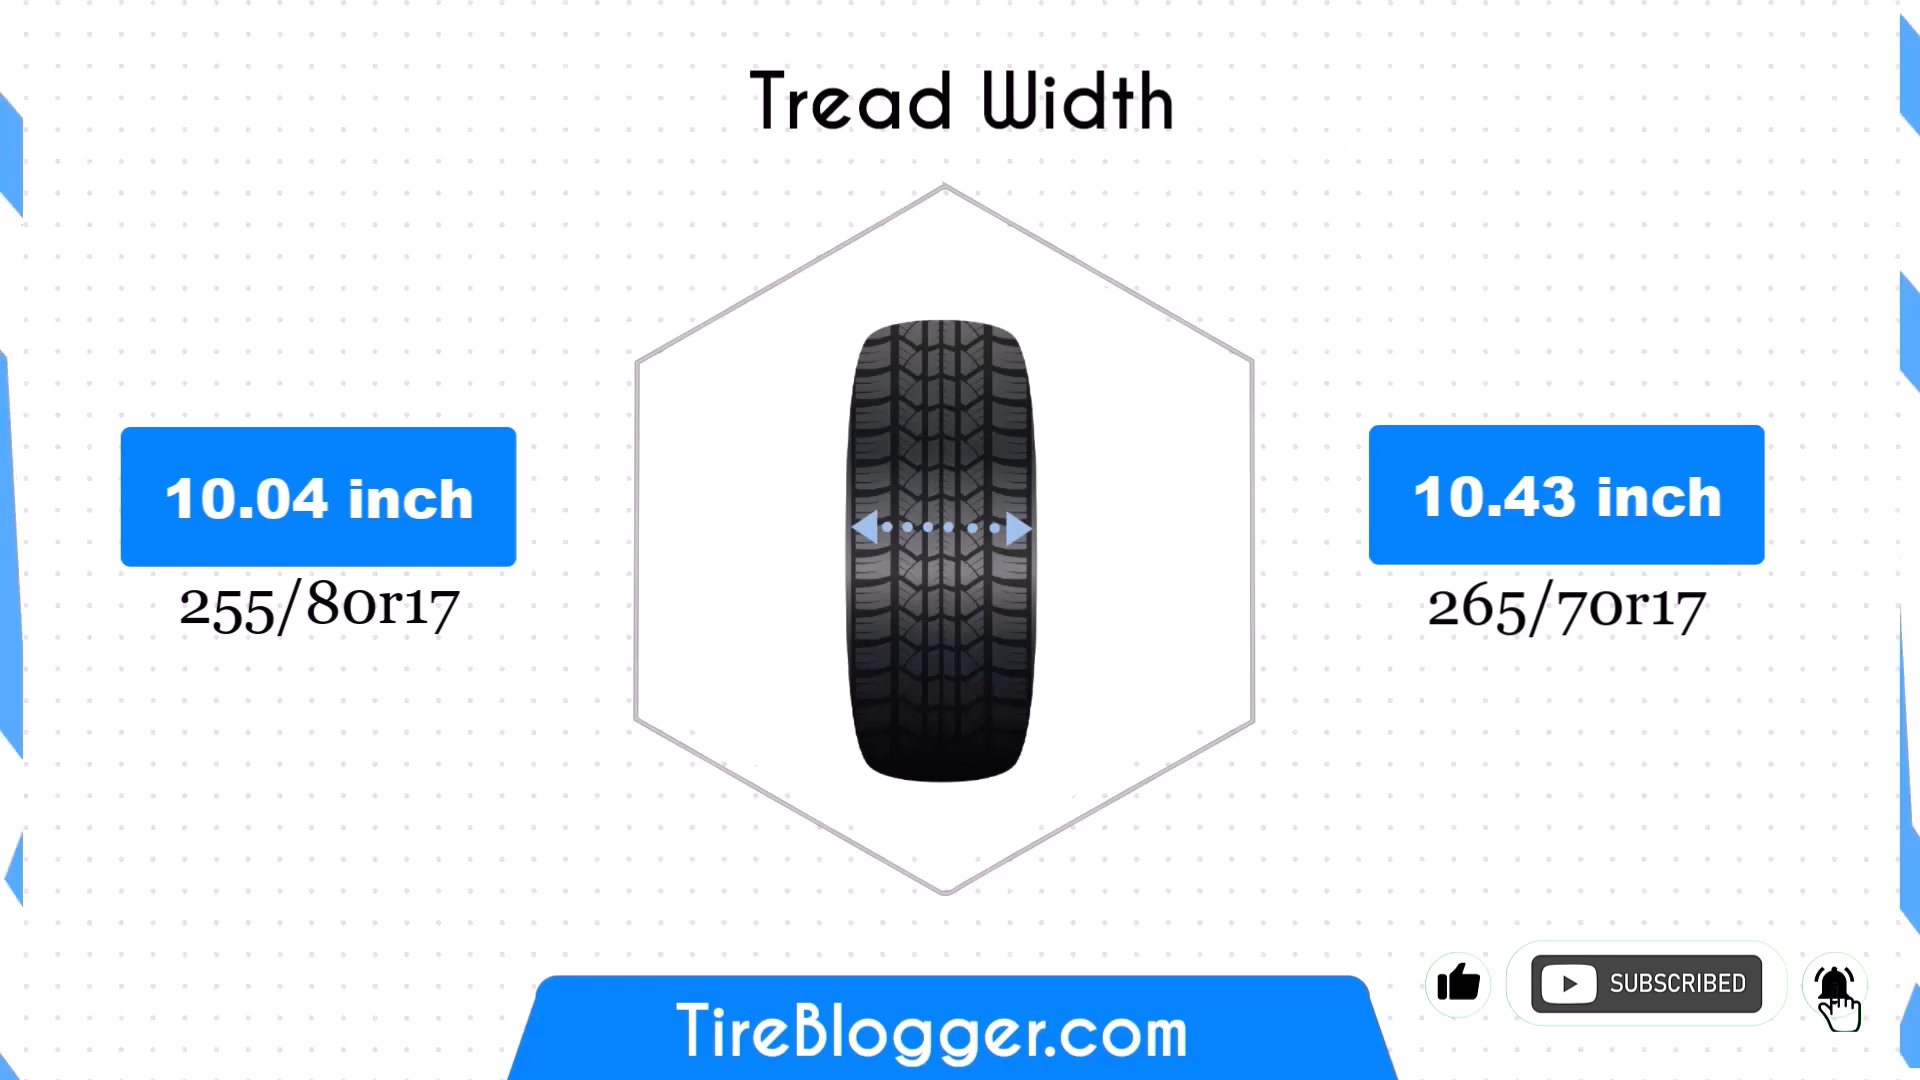 Tread Width
10.04 inch
255/80r17
10.43 inch
265/70r17
TireBlogger.com
SUBSCRIBED